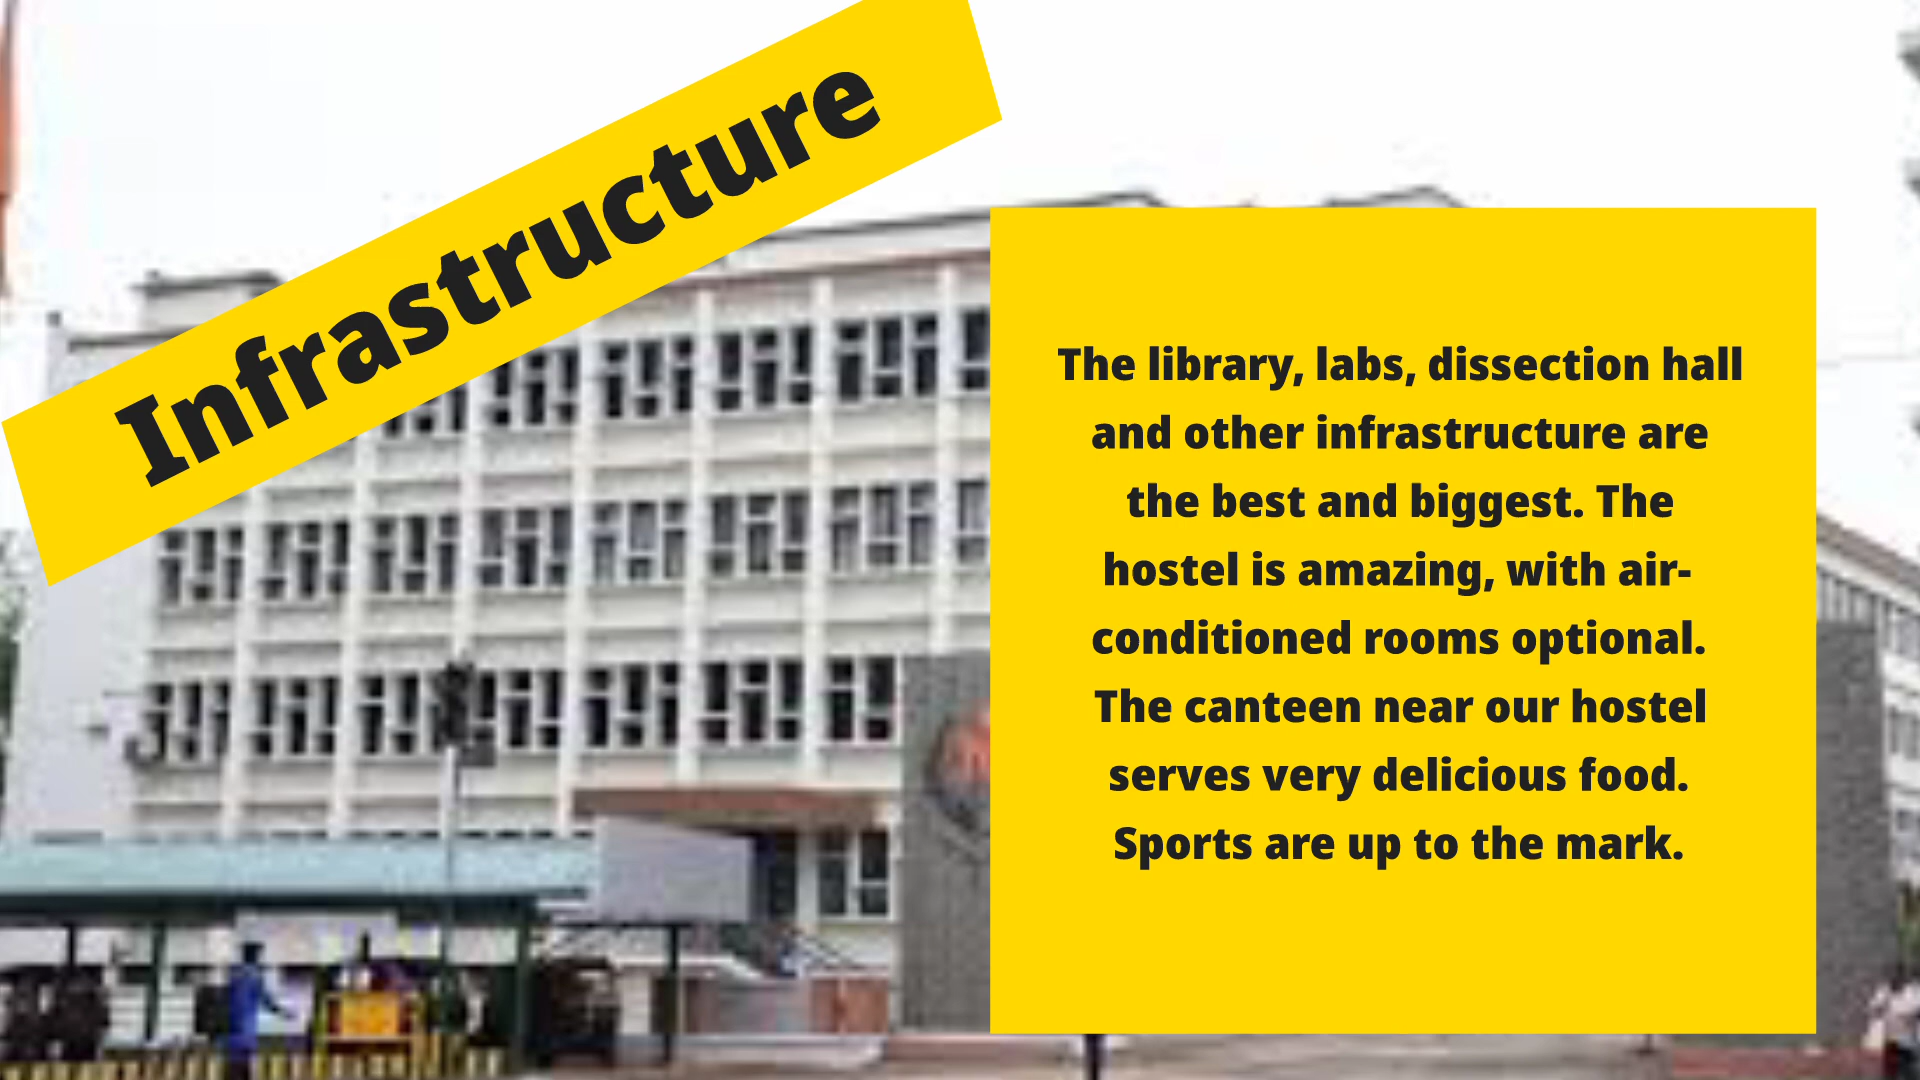 Infrastructure
The library, labs, dissection hall
and other infrastructure are
the best and biggest. The
hostel is amazing, with air-
conditioned rooms optional.
The canteen near our hostel
serves very delicious food.
Sports are up to the mark.